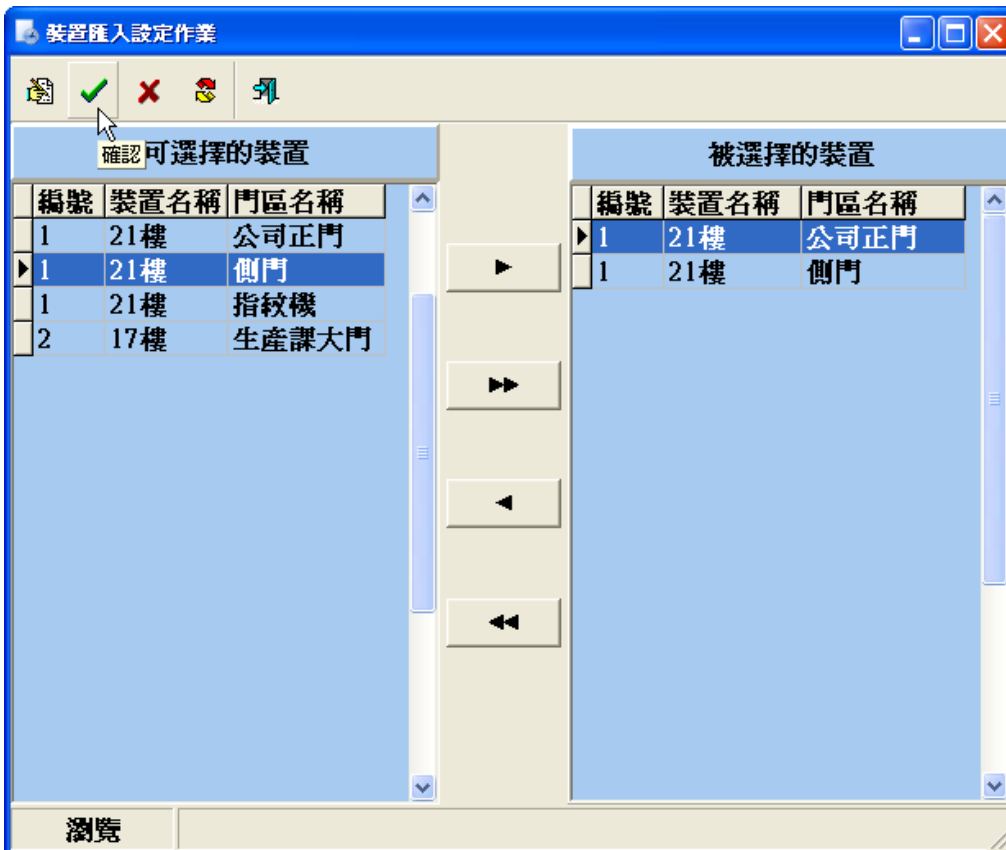 裝置匯入設定作業
確認
可選擇的裝置
編號 裝置名稱 門區名稱
1 21樓 公司正門
1 21樓 側門
1 21樓 指紋機
2 17樓 生產課大門
被選擇的裝置
編號 裝置名稱 門區名稱
1 21樓 公司正門
1 21樓 側門
瀏覽